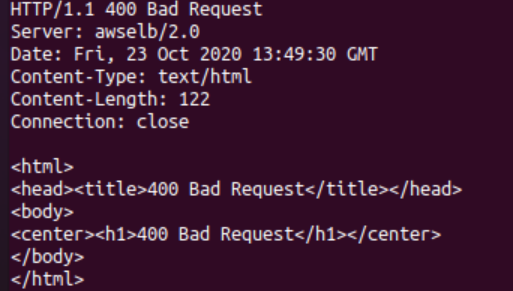 HTTP/1.1 400 Bad Request
Server: awselb/2.0
Date: Fri, 23 Oct 2020 13:49:30 GMT
Content-Type: text/html
Content-Length: 122
Connection: close

<html>
<head><title>400 Bad Request</title></head>
<body>
<center><h1>400 Bad Request</h1></center>
</body>
</html>